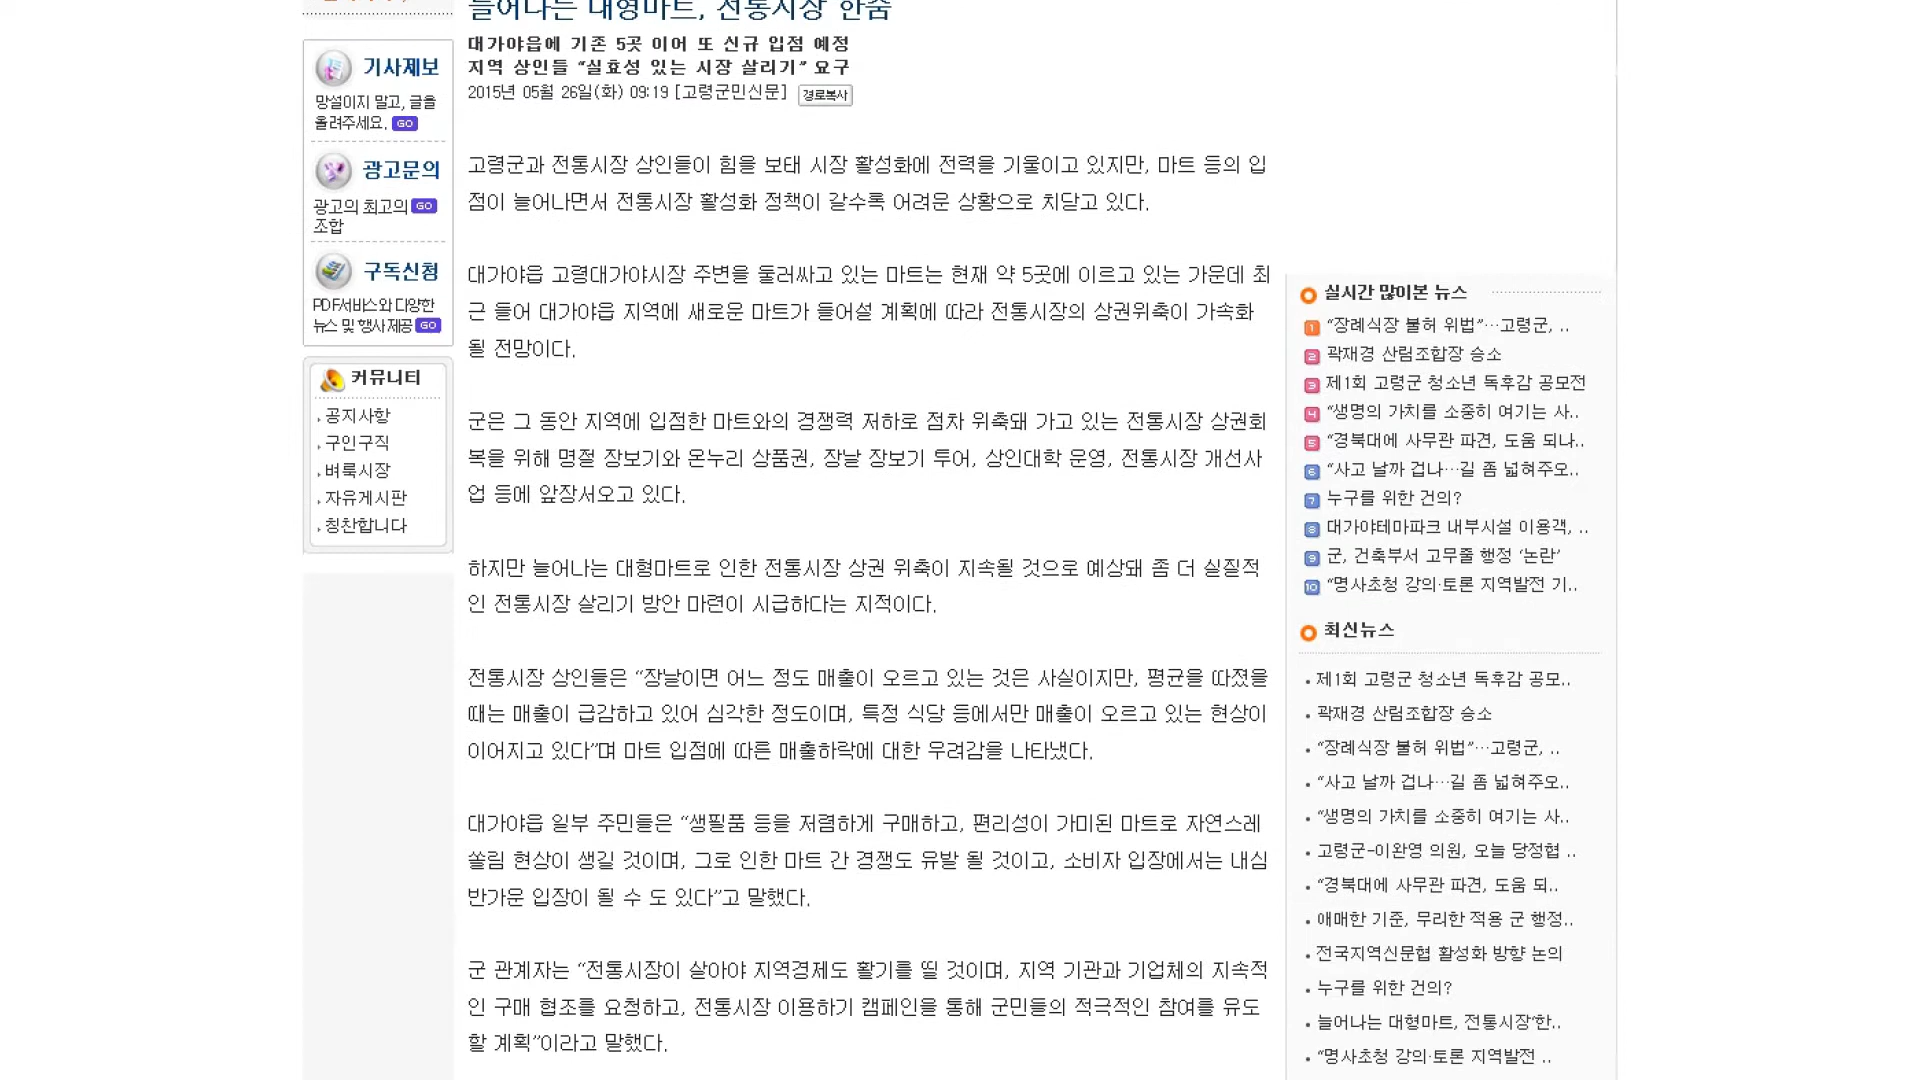 늘어나는 대형마트, 전통시장 한숨
대가야읍에 기존 5곳 이어 또 신규 입점 예정
지역 상인들 “실효성 있는 시장 살리기” 요구
2015년 05월 26일(화) 09:19 [고령군민신문] 경로복사
기사제보
망설이지 말고, 글을
올려주세요. GO
광고문의
광고의 최고의 GO
조합
구독신청
PDF서비스와 다양한
뉴스 및 행사 제공 GO
커뮤니티
공지사항
구인구직
벼룩시장
자유게시판
칭찬합니다
고령군과 전통시장 상인들이 힘을 보태 시장 활성화에 전력을 기울이고 있지만, 마트 등의 입
점이 늘어나면서 전통시장 활성화 정책이 갈수록 어려운 상황으로 치닫고 있다.
대가야읍 고령대가야시장 주변을 둘러싸고 있는 마트는 현재 약 5곳에 이르고 있는 가운데 최
근 들어 대가야읍 지역에 새로운 마트가 들어설 계획에 따라 전통시장의 상권위축이 가속화
될 전망이다.
군은 그 동안 지역에 입점한 마트와의 경쟁력 저하로 점차 위축돼 가고 있는 전통시장 상권회
복을 위해 명절 장보기와 온누리 상품권, 장날 장보기 투어, 상인대학 운영, 전통시장 개선사
업 등에 앞장서오고 있다.
하지만 늘어나는 대형마트로 인한 전통시장 상권 위축이 지속될 것으로 예상돼 좀 더 실질적
인 전통시장 살리기 방안 마련이 시급하다는 지적이다.
전통시장 상인들은 “장날이면 어느 정도 매출이 오르고 있는 것은 사실이지만, 평균을 따졌을
때는 매출이 급감하고 있어 심각한 정도이며, 특정 식당 등에서만 매출이 오르고 있는 현상이
이어지고 있다”며 마트 입점에 따른 매출하락에 대한 우려감을 나타냈다.
대가야읍 일부 주민들은 “생필품 등을 저렴하게 구매하고, 편리성이 가미된 마트로 자연스레
쏠림 현상이 생길 것이며, 그로 인한 마트 간 경쟁도 유발 될 것이고, 소비자 입장에서는 내심
반가운 입장이 될 수 도 있다”고 말했다.
군 관계자는 “전통시장이 살아야 지역경제도 활기를 띨 것이며, 지역 기관과 기업체의 지속적
인 구매 협조를 요청하고, 전통시장 이용하기 캠페인을 통해 군민들의 적극적인 참여를 유도
할 계획”이라고 말했다.
실시간 많이본 뉴스
1 “장례식장 불허 위법”…고령군, ..
2 곽재경 산림조합장 승소
3 제1회 고령군 청소년 독후감 공모전
4 “생명의 가치를 소중히 여기는 사..
5 “경북대에 사무관 파견, 도움 되나..
6 “사고 날까 겁나…길 좀 넓혀주오..
7 누구를 위한 건의?
8 대가야테마파크 내부시설 이용객, ..
9 군, 건축부서 고무줄 행정 ‘논란’
10 “명사초청 강의·토론 지역발전 기..
최신뉴스
제1회 고령군 청소년 독후감 공모..
곽재경 산림조합장 승소
“장례식장 불허 위법”…고령군, ..
“사고 날까 겁나…길 좀 넓혀주오..
“생명의 가치를 소중히 여기는 사..
고령군-이완영 의원, 오늘 당정협 ..
“경북대에 사무관 파견, 도움 되..
애매한 기준, 무리한 적용 군 행정..
전국지역신문협 활성화 방향 논의
누구를 위한 건의?
늘어나는 대형마트, 전통시장‘한..
“명사초청 강의·토론 지역발전 ..